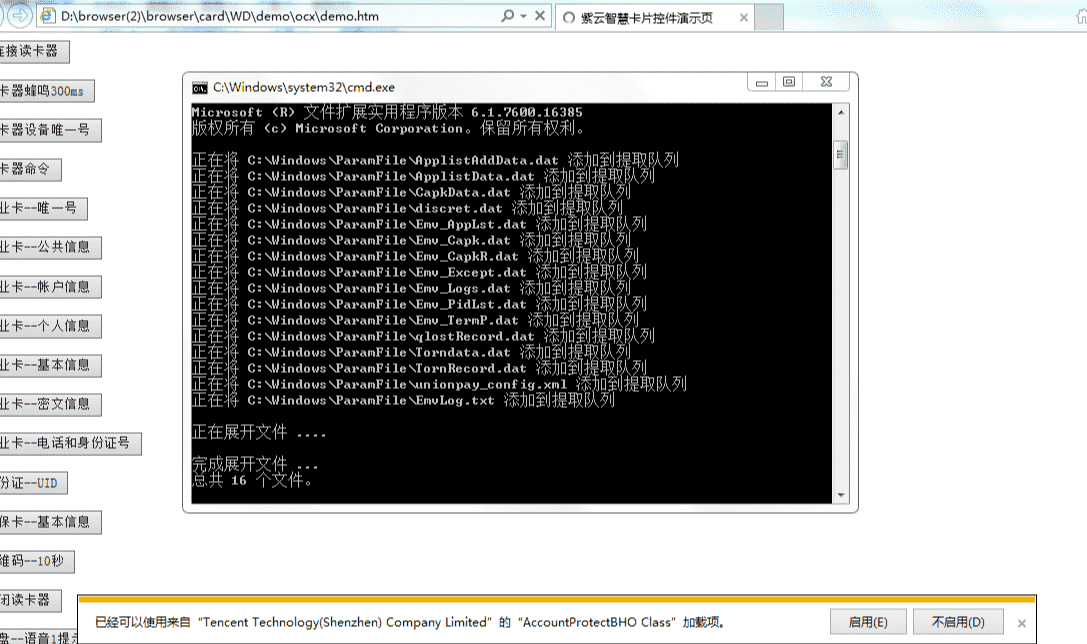 D:\browser(2)\browser\card\WD\demo\ocx\demo.htm
紫云智慧卡片控件演示页
连接读卡器
卡器蜂鸣300ms
卡器设备唯一号
卡器命令
业卡--唯一号
业卡--公共信息
业卡--帐户信息
业卡--个人信息
业卡--基本信息
业卡--密文信息
业卡--电话和身份证号
份证--UID
保卡--基本信息
维码--10秒
闭读卡器
盘--语音1提示
C:\Windows\system32\cmd.exe
Microsoft (R) 文件扩展实用程序版本 6.1.7600.16385
版权所有 (c) Microsoft Corporation。保留所有权利。
正在将 C:\Windows\ParamFile\ApplistAddData.dat 添加到提取队列
正在将 C:\Windows\ParamFile\ApplistData.dat 添加到提取队列
正在将 C:\Windows\ParamFile\CapkData.dat 添加到提取队列
正在将 C:\Windows\ParamFile\discret.dat 添加到提取队列
正在将 C:\Windows\ParamFile\Emv_AppLst.dat 添加到提取队列
正在将 C:\Windows\ParamFile\Emv_Capk.dat 添加到提取队列
正在将 C:\Windows\ParamFile\Emv_CapkR.dat 添加到提取队列
正在将 C:\Windows\ParamFile\Emv_Except.dat 添加到提取队列
正在将 C:\Windows\ParamFile\Emv_Logs.dat 添加到提取队列
正在将 C:\Windows\ParamFile\Emv_PidLst.dat 添加到提取队列
正在将 C:\Windows\ParamFile\Emv_TermP.dat 添加到提取队列
正在将 C:\Windows\ParamFile\qlostRecord.dat 添加到提取队列
正在将 C:\Windows\ParamFile\Torndata.dat 添加到提取队列
正在将 C:\Windows\ParamFile\TornRecord.dat 添加到提取队列
正在将 C:\Windows\ParamFile\unionpay_config.xml 添加到提取队列
正在将 C:\Windows\ParamFile\EmvLog.txt 添加到提取队列
正在展开文件 ....
完成展开文件 ...
总共 16 个文件。
已经可以使用来自“Tencent Technology(Shenzhen) Company Limited”的“AccountProtectBHO Class”加载项。
启用(E)
不启用(D)